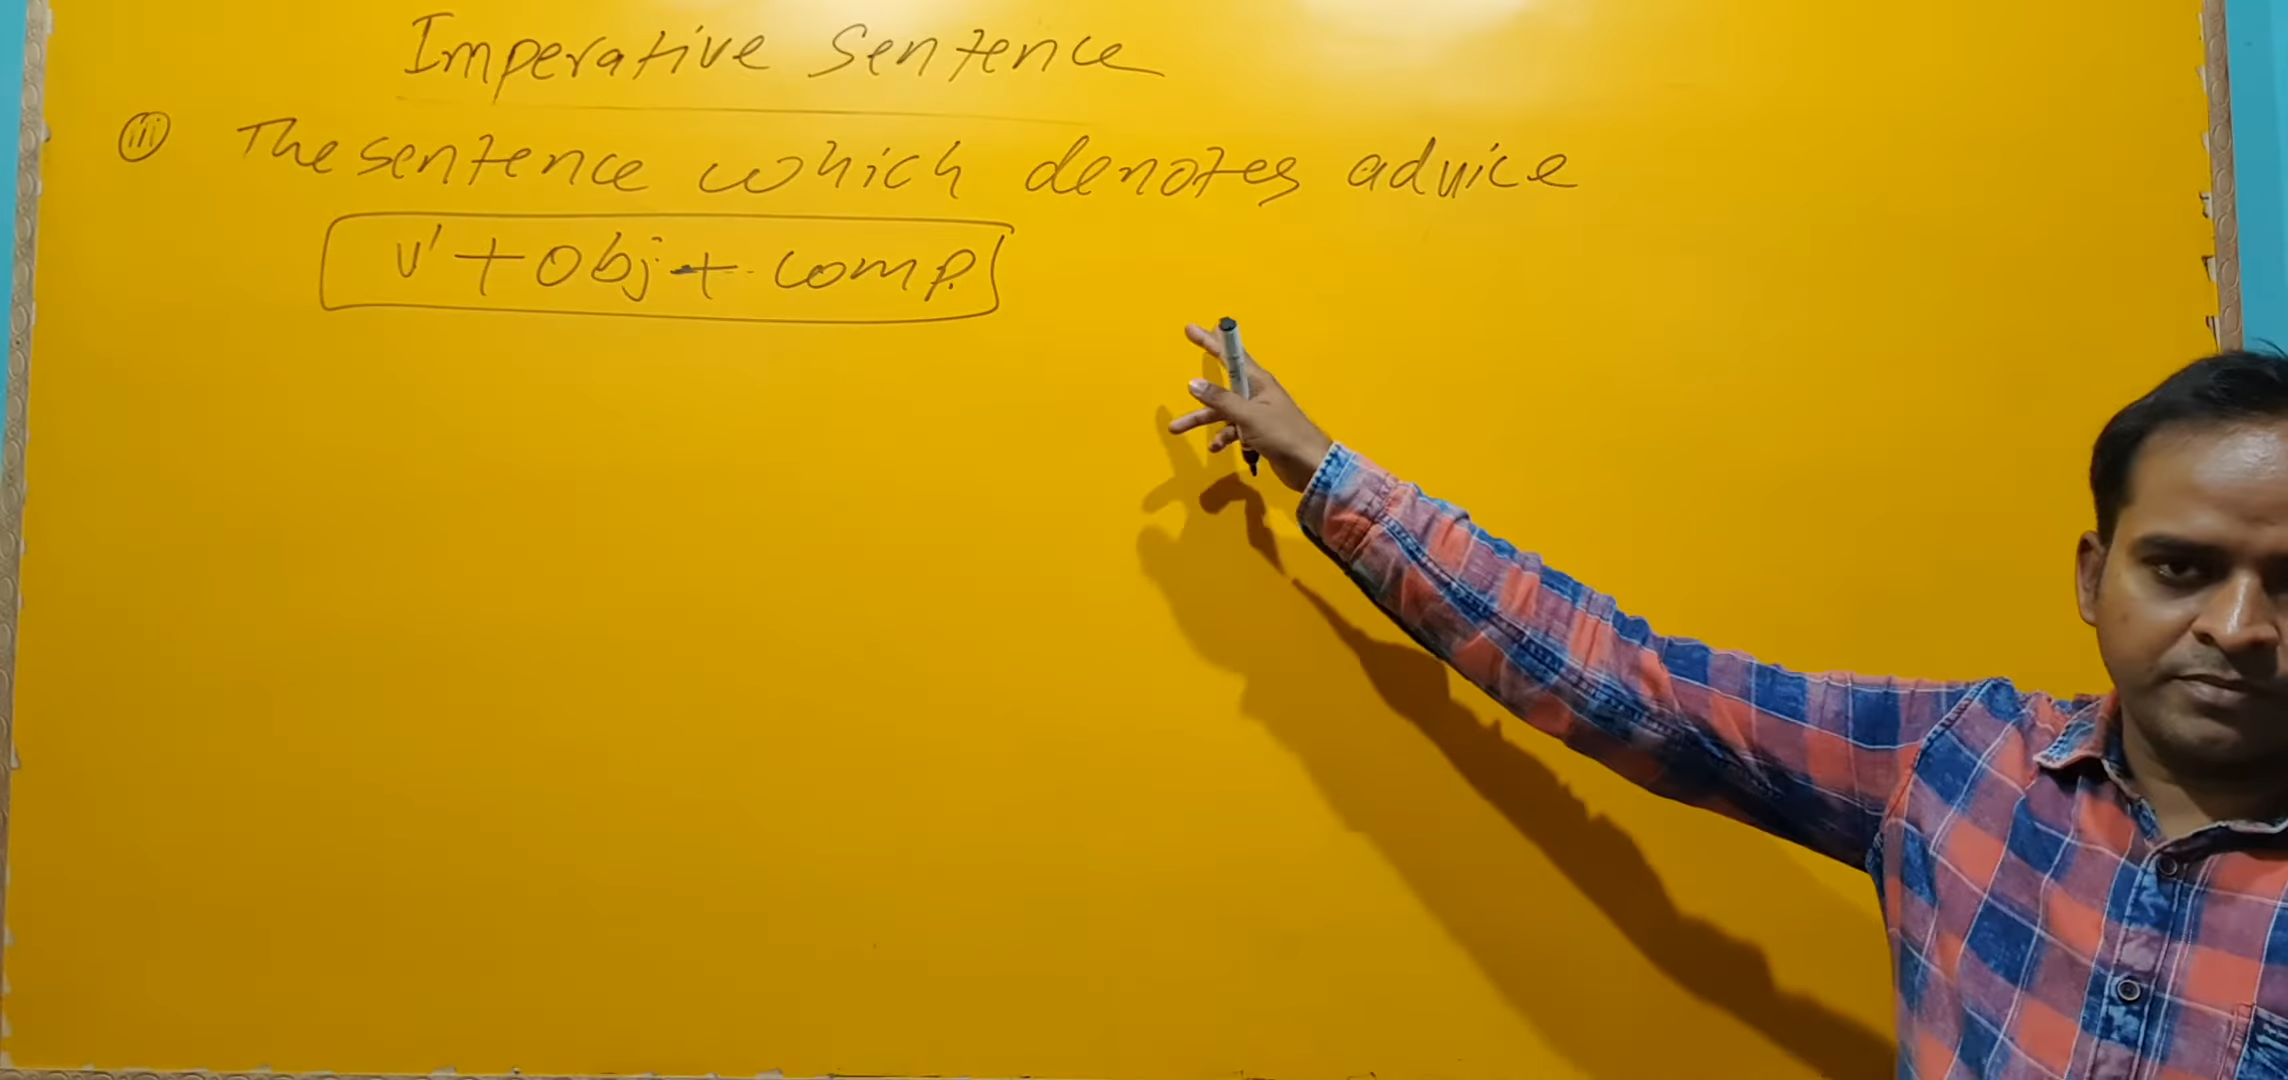 Imperative Sentence
(iii) The sentence which denotes advice
V¹ + Obj + comp.